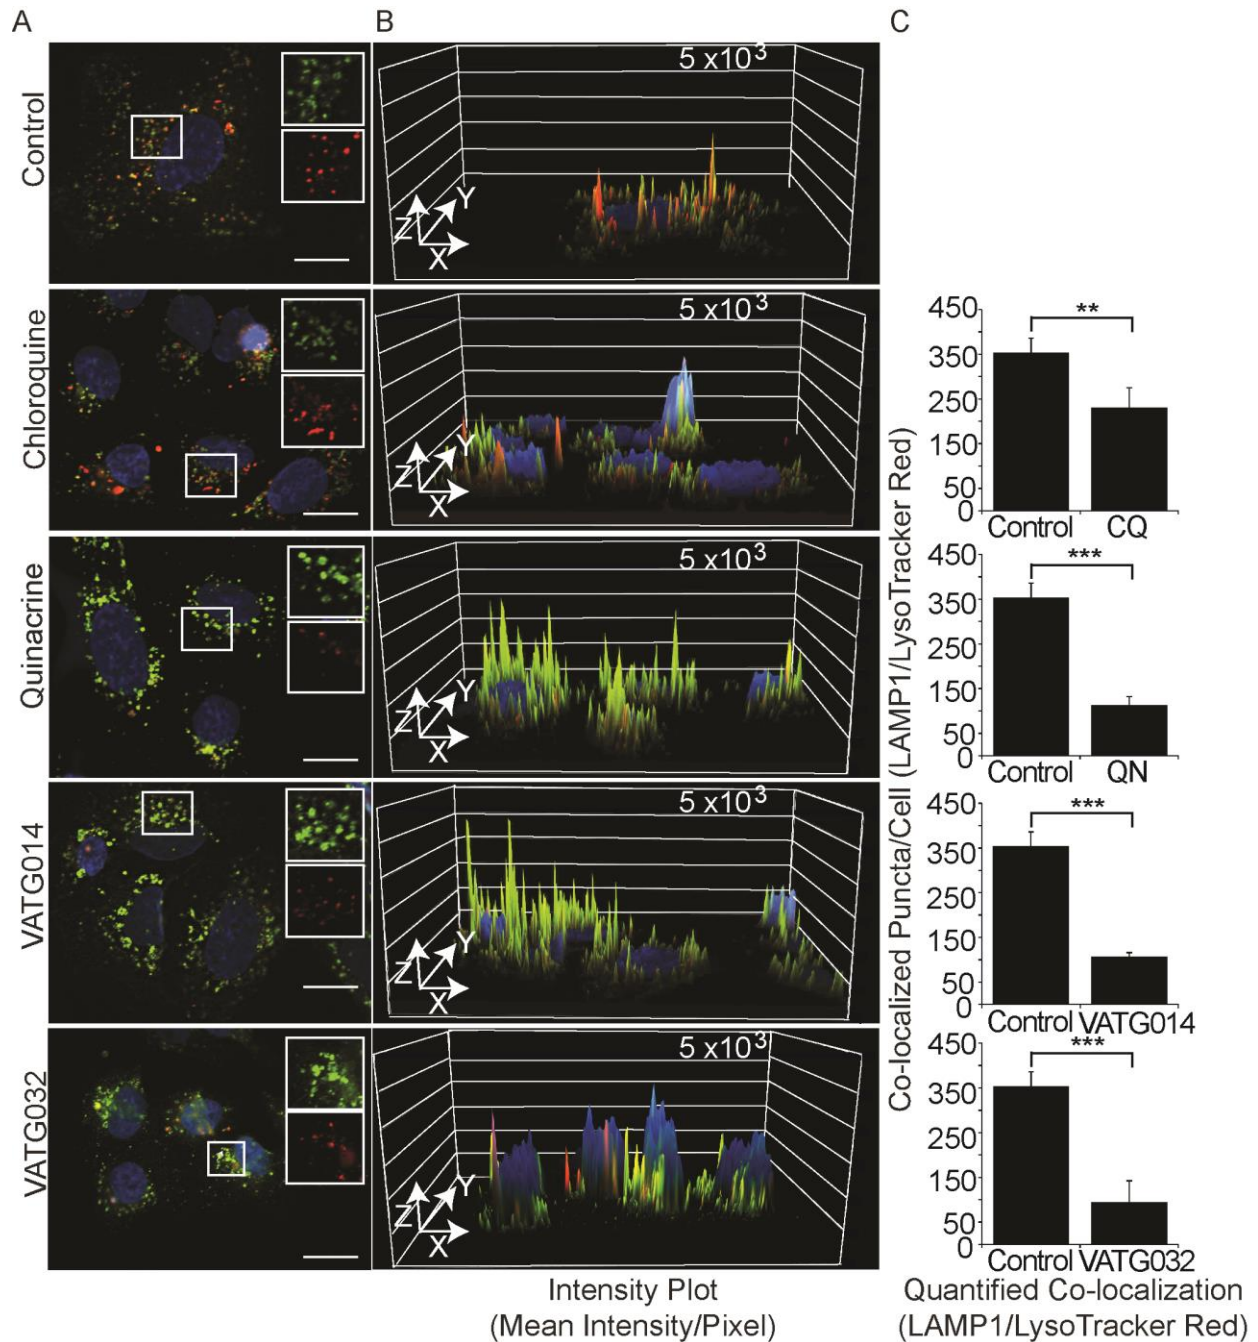 A
B
C
Control
5 x10³
Z
Y
X
Chloroquine
5 x10³
Z
Y
X
Quinacrine
5 x10³
Z
Y
X
VATG014
5 x10³
Z
Y
X
VATG032
5 x10³
Z
Y
X
Intensity Plot
(Mean Intensity/Pixel)
Co-localized Puncta/Cell (LAMP1/LysoTracker Red)
450
350
250
150
50
0
**
Control CQ
450
350
250
150
50
0
***
Control QN
450
350
250
150
50
0
***
Control VATG014
450
350
250
150
50
0
***
Control VATG032
Quantified Co-localization
(LAMP1/LysoTracker Red)